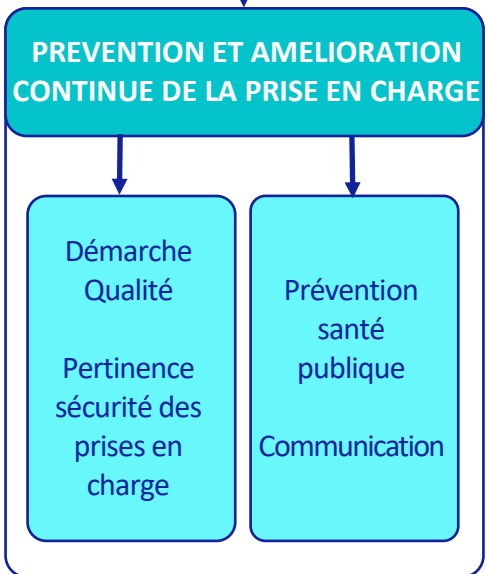 PREVENTION ET AMELIORATION
CONTINUE DE LA PRISE EN CHARGE
Démarche
Qualité
Pertinence
sécurité des
prises en
charge
Prévention
santé
publique
Communication